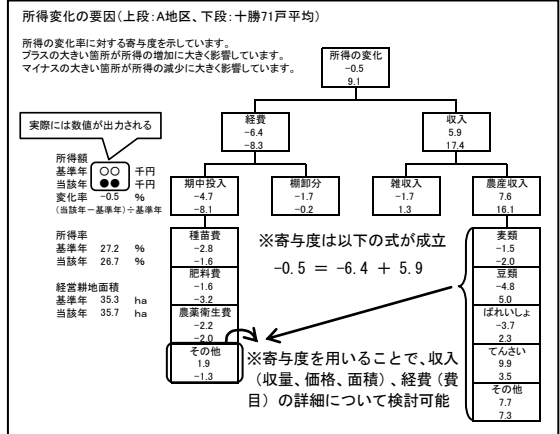 所得変化の要因(上段:A地区、下段:十勝71戸平均)
所得の変化率に対する寄与度を示しています。
プラスの大きい箇所が所得の増加に大きく影響しています。
マイナスの大きい箇所が所得の減少に大きく影響しています。
所得の変化
-0.5
9.1
実際には数値が出力される
経費
-6.4
-8.3
収入
5.9
17.4
所得額
基準年 ○○ 千円
当該年 ●● 千円
変化率 -0.5 %
(当該年-基準年)÷基準年
期中投入
-4.7
-8.1
棚卸分
-1.7
-0.2
雑収入
-1.7
1.3
農産収入
7.6
16.1
所得率
基準年 27.2 %
当該年 26.7 %
経営耕地面積
基準年 35.3 ha
当該年 35.7 ha
種苗費
-2.8
-1.6
肥料費
-1.6
-3.2
農薬衛生費
-2.2
-2.0
その他
1.9
-1.3
※寄与度は以下の式が成立
-0.5 = -6.4 + 5.9
※寄与度を用いることで、収入
(収量、価格、面積)、経費(費
目)の詳細について検討可能
麦類
-1.5
-2.0
豆類
-4.8
5.0
ばれいしょ
-3.7
2.3
てんさい
9.9
3.5
その他
7.7
7.3